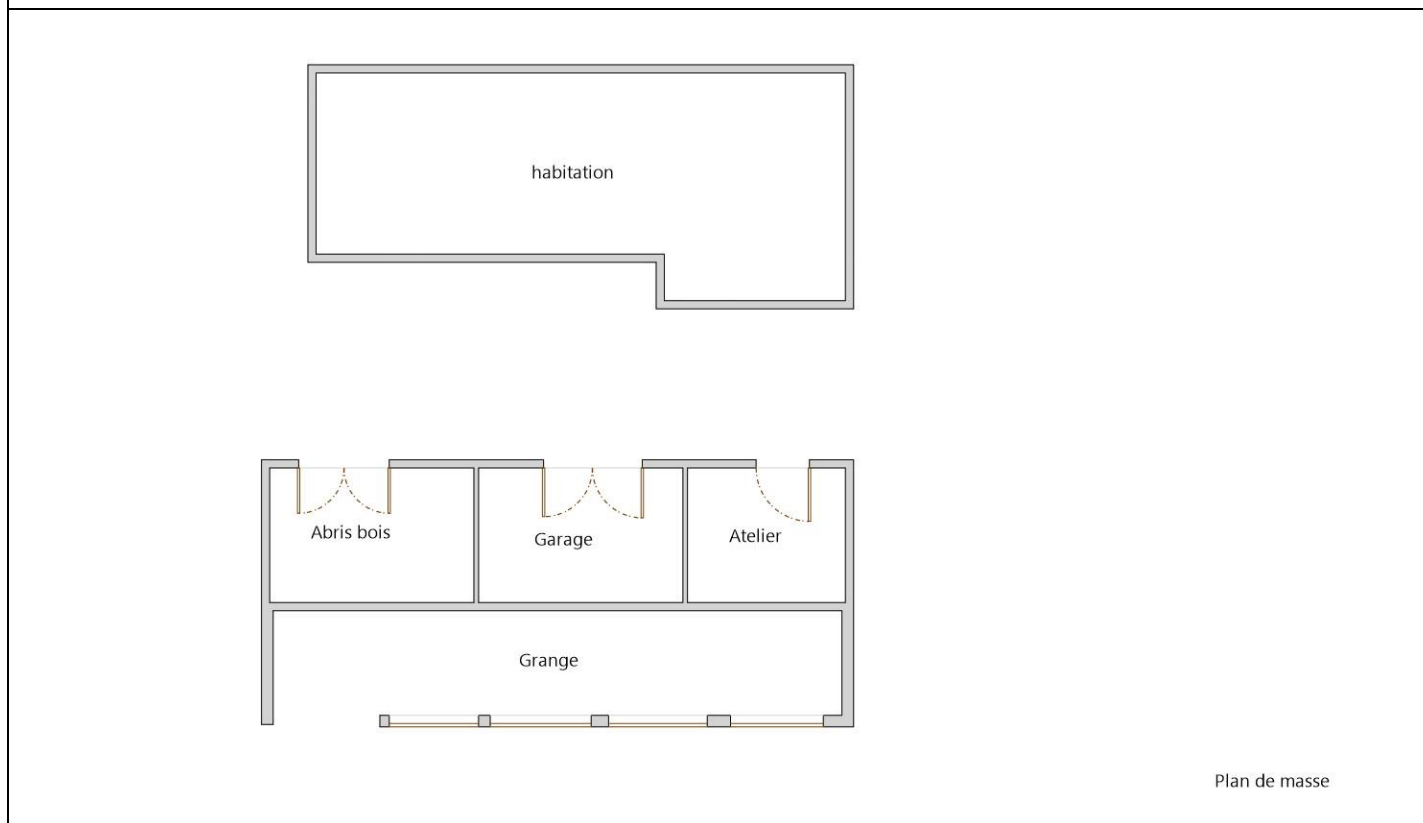 habitation
Abris bois
Garage
Atelier
Grange
Plan de masse